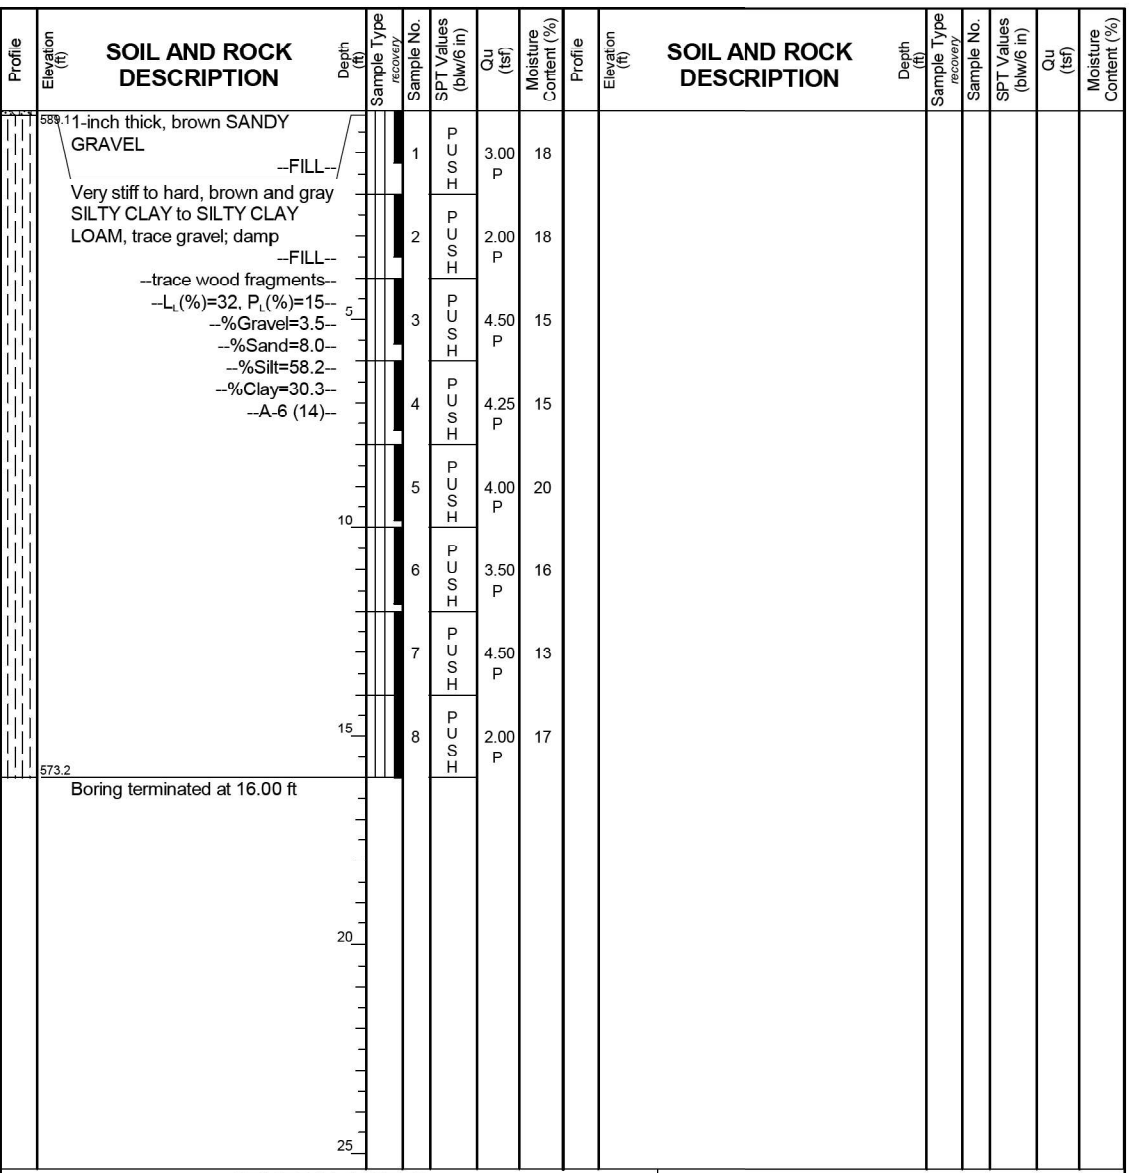 Profile
Elevation
(ft)
SOIL AND ROCK
DESCRIPTION
Depth
(ft)
Sample Type
recovery
Sample No.
SPT Values
(blw/6 in)
Qu
(tsf)
Moisture
Content (%)
Profile
Elevation
(ft)
SOIL AND ROCK
DESCRIPTION
Depth
(ft)
Sample Type
recovery
Sample No.
SPT Values
(blw/6 in)
Qu
(tsf)
Moisture
Content (%)
589.1 1-inch thick, brown SANDY
GRAVEL
--FILL--
1 PUSH 3.00 P 18
Very stiff to hard, brown and gray
SILTY CLAY to SILTY CLAY
LOAM, trace gravel; damp
--FILL--
2 PUSH 2.00 P 18
--trace wood fragments--
--LL(%)=32, PL(%)=15--
5
--%Gravel=3.5--
--%Sand=8.0--
3 PUSH 4.50 P 15
--%Silt=58.2--
--%Clay=30.3--
--A-6 (14)--
4 PUSH 4.25 P 15
5 PUSH 4.00 P 20
10
6 PUSH 3.50 P 16
7 PUSH 4.50 P 13
15
8 PUSH 2.00 P 17
573.2
Boring terminated at 16.00 ft
20
25